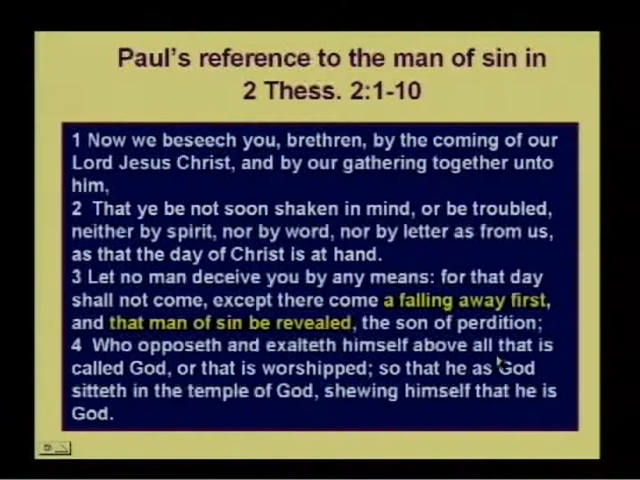 Paul's reference to the man of sin in
2 Thess. 2:1-10
1 Now we beseech you, brethren, by the coming of our
Lord Jesus Christ, and by our gathering together unto
him,
2 That ye be not soon shaken in mind, or be troubled,
neither by spirit, nor by word, nor by letter as from us,
as that the day of Christ is at hand.
3 Let no man deceive you by any means: for that day
shall not come, except there come a falling away first,
and that man of sin be revealed, the son of perdition;
4 Who opposeth and exalteth himself above all that is
called God, or that is worshipped; so that he as God
sitteth in the temple of God, shewing himself that he is
God.